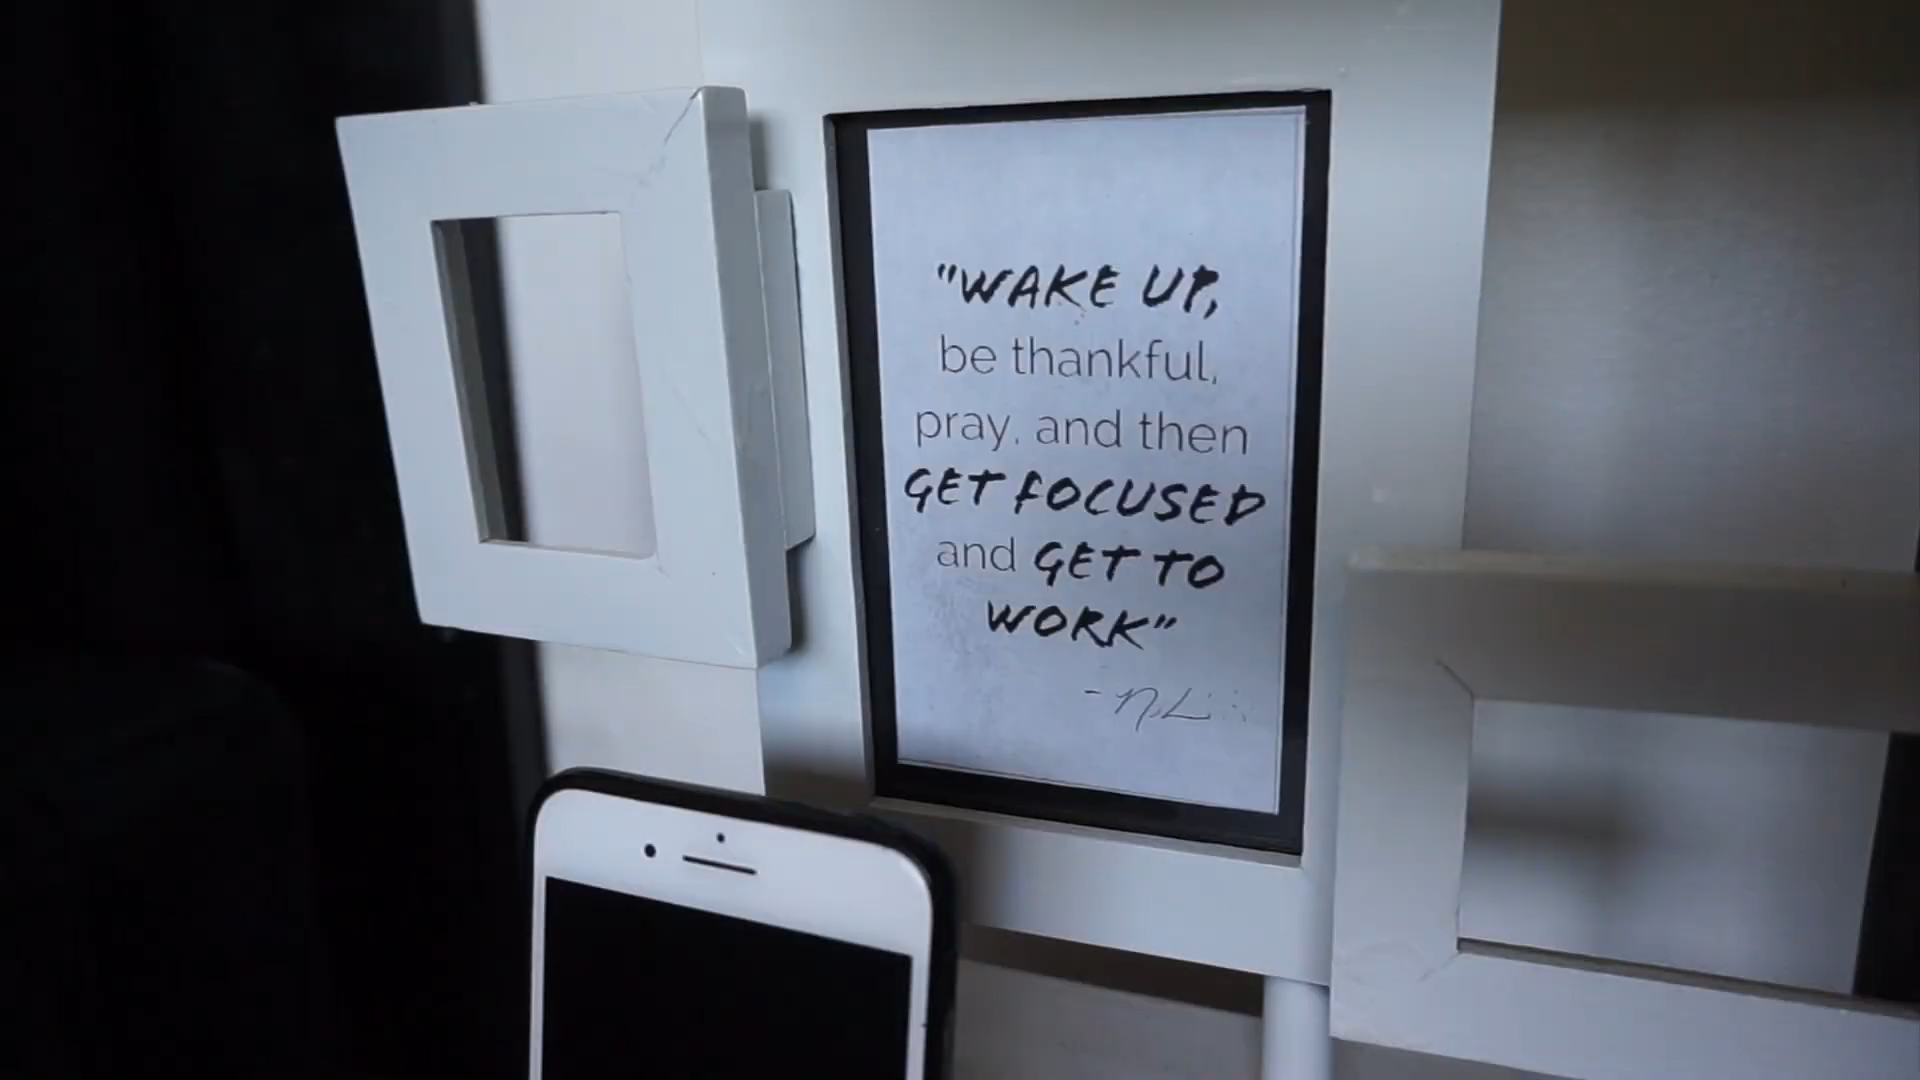 "WAKE UP,
be thankful,
pray, and then
GET FOCUSED
and GET TO
WORK"